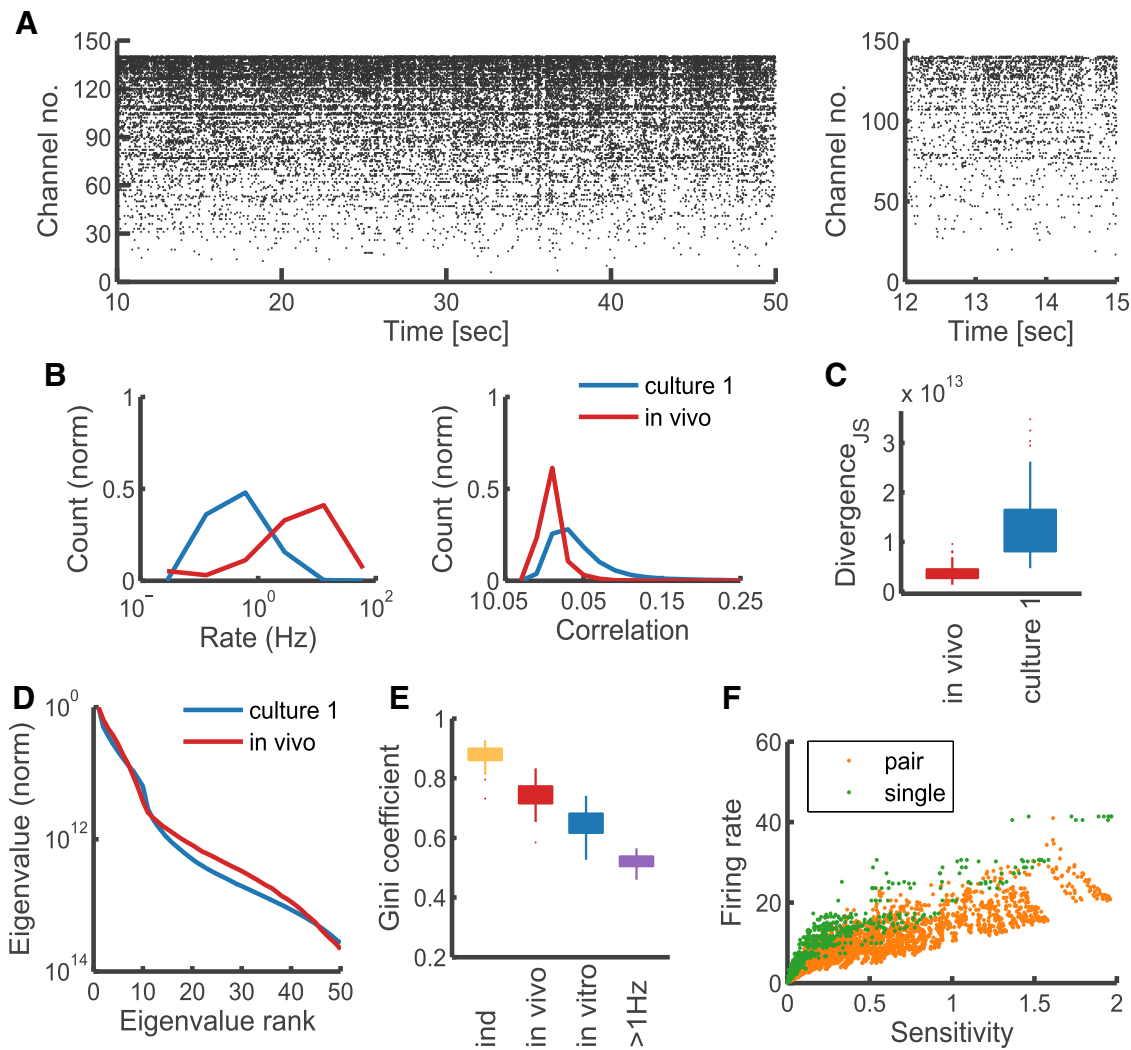 A
150
120
90
60
30
0
Channel no.
10
20
30
40
50
Time [sec]
150
100
50
0
Channel no.
12
13
14
15
Time [sec]
B
1
0.5
0
Count (norm)
10⁻
10⁰
10²
Rate (Hz)
1
0.5
0
Count (norm)
10.05
0.05
0.15
0.25
Correlation
culture 1
in vivo
C
x 10¹³
3
2
1
0
Divergence_JS
in vivo
culture 1
D
10⁰
10¹²
10¹⁴
Eigenvalue (norm)
0
10
20
30
40
50
Eigenvalue rank
culture 1
in vivo
E
1
0.8
0.6
0.4
0.2
Gini coefficient
ind
in vivo
in vitro
>1Hz
F
60
40
20
0
Firing rate
0
0.5
1
1.5
2
Sensitivity
pair
single